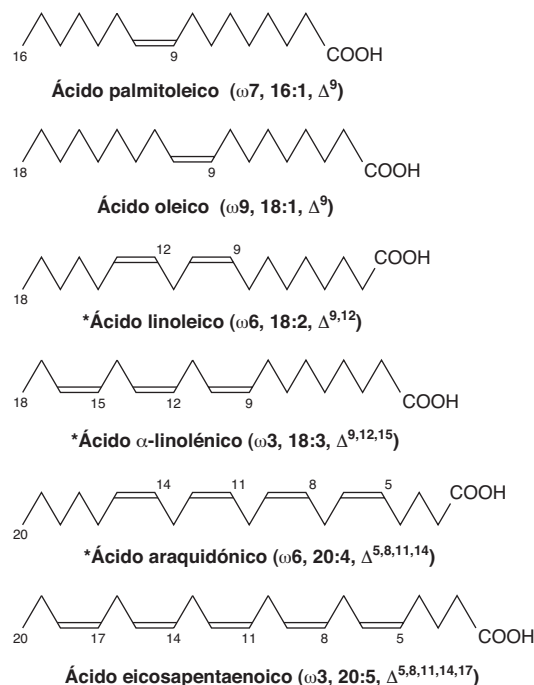 COOH
16 9
Ácido palmitoleico (ω7, 16:1, Δ⁹)
18 9 COOH
Ácido oleico (ω9, 18:1, Δ⁹)
12 9 COOH
18
*Ácido linoleico (ω6, 18:2, Δ⁹,¹²)
18 15 12 9 COOH
*Ácido α-linolénico (ω3, 18:3, Δ⁹,¹²,¹⁵)
14 11 8 5 COOH
20
*Ácido araquidónico (ω6, 20:4, Δ⁵,⁸,¹¹,¹⁴)
20 17 14 11 8 5 COOH
Ácido eicosapentaenoico (ω3, 20:5, Δ⁵,⁸,¹¹,¹⁴,¹⁷)